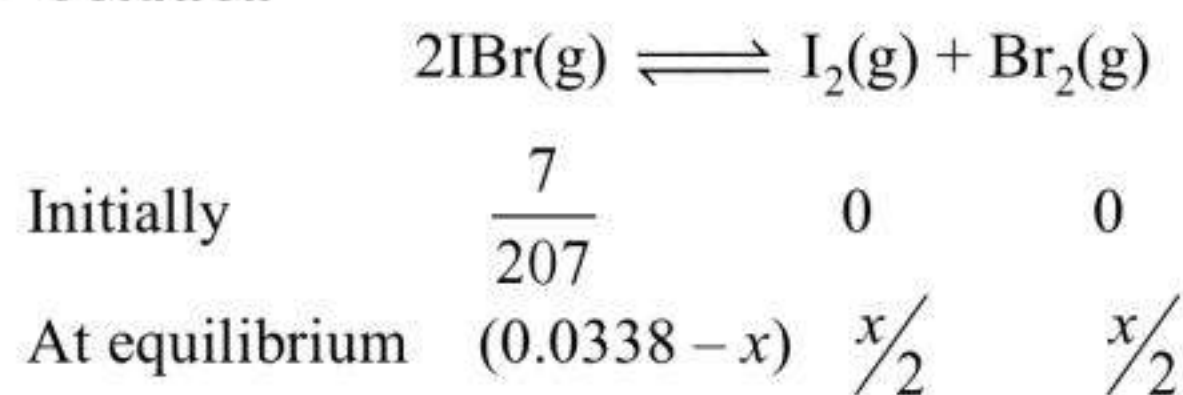 2IBr(g) ⇌ I₂(g) + Br₂(g)
Initially 7/207 0 0
At equilibrium (0.0338 – x) x/2 x/2